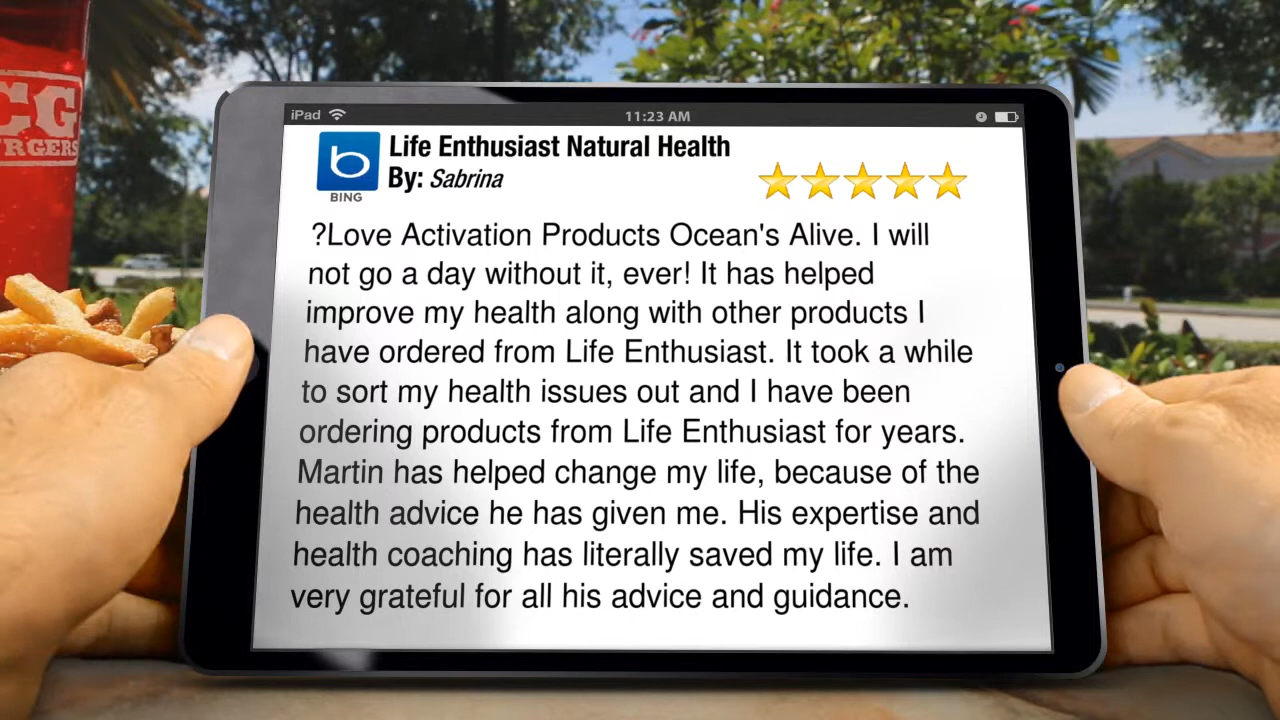 CG
iPad
11:23 AM
Life Enthusiast Natural Health
By: Sabrina
BING
?Love Activation Products Ocean's Alive. I will
not go a day without it, ever! It has helped
improve my health along with other products I
have ordered from Life Enthusiast. It took a while
to sort my health issues out and I have been
ordering products from Life Enthusiast for years.
Martin has helped change my life, because of the
health advice he has given me. His expertise and
health coaching has literally saved my life. I am
very grateful for all his advice and guidance.